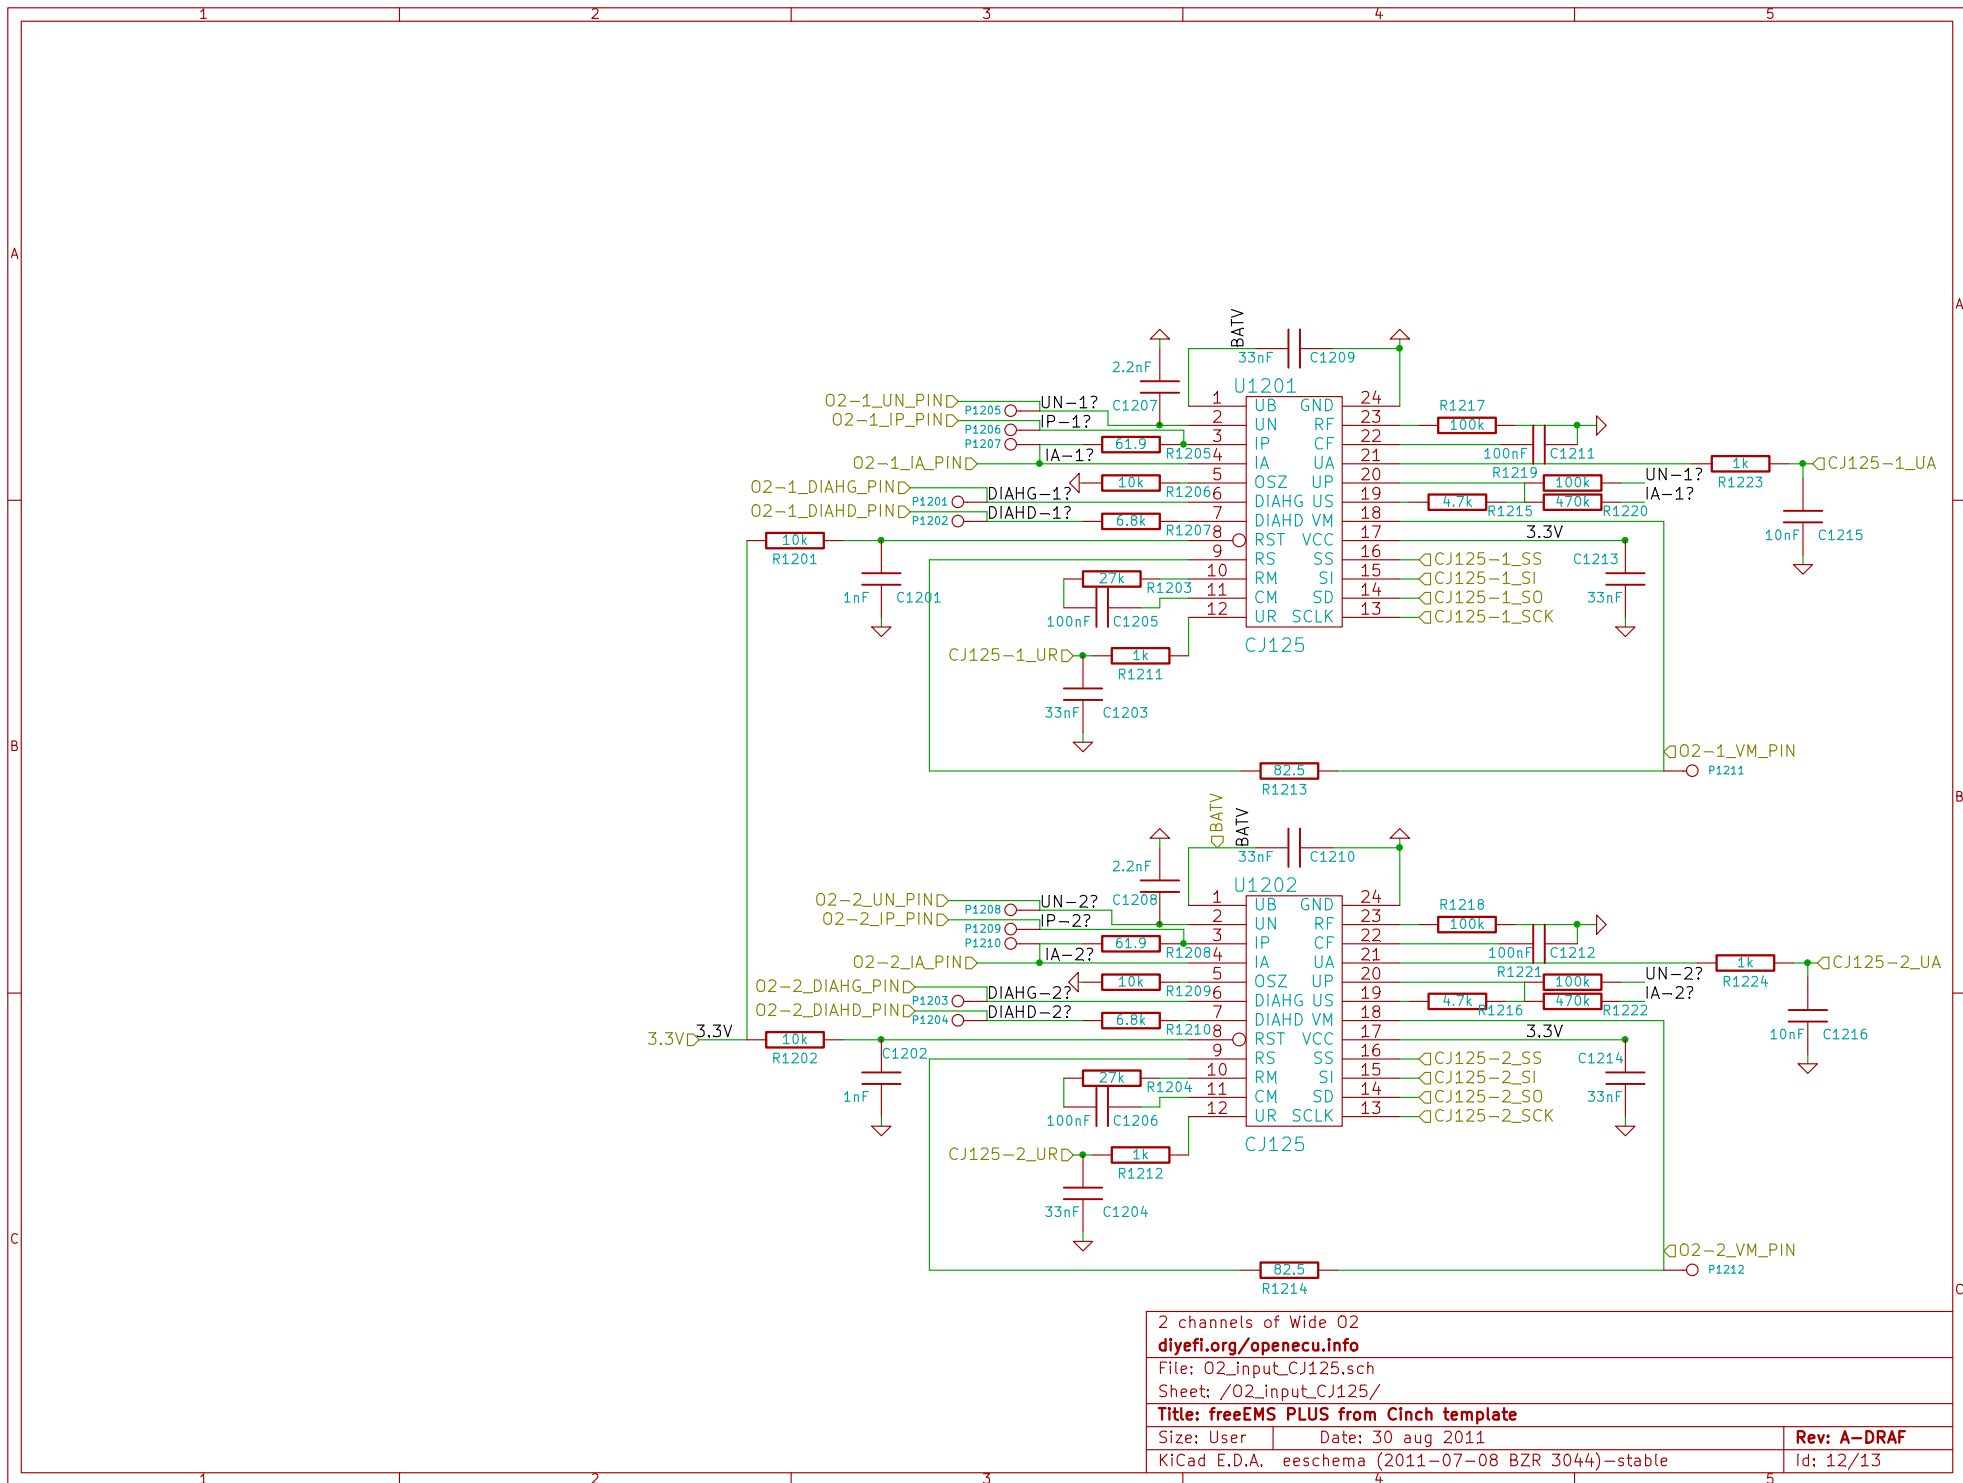 1 2 3 4 5
A
A
B
B
C
C
BATV
33nF C1209
2.2nF
C1207
U1201
O2-1_UN_PIN
O2-1_IP_PIN
P1205 UN-1?
P1206 IP-1?
P1207
61.9
R1205
IA-1?
O2-1_IA_PIN
10k
R1206
O2-1_DIAHG_PIN
P1201 DIAHG-1?
O2-1_DIAHD_PIN
P1202 DIAHD-1?
6.8k
R1207
10k
R1201
1nF C1201
27k
R1203
100nF C1205
CJ125-1_UR
1k
R1211
33nF C1203
1 UB GND 24
2 UN RF 23
3 IP CF 22
4 IA UA 21
5 OSZ UP 20
6 DIAHG US 19
7 DIAHD VM 18
8 RST VCC 17
9 RS SS 16
10 RM SI 15
11 CM SD 14
12 UR SCLK 13
CJ125
R1217
100k
100nF C1211
R1219
100k
UN-1?
4.7k
R1215
470k
R1220
IA-1?
1k
R1223
CJ125-1_UA
10nF C1215
3.3V
C1213
33nF
CJ125-1_SS
CJ125-1_SI
CJ125-1_SO
CJ125-1_SCK
O2-1_VM_PIN
P1211
82.5
R1213
BATV
BATV
33nF C1210
2.2nF
C1208
U1202
O2-2_UN_PIN
O2-2_IP_PIN
P1208 UN-2?
P1209 IP-2?
P1210
61.9
R1208
IA-2?
O2-2_IA_PIN
10k
R1209
O2-2_DIAHG_PIN
P1203 DIAHG-2?
O2-2_DIAHD_PIN
P1204 DIAHD-2?
6.8k
R1210
3.3V 3.3V
10k
R1202
C1202
1nF
27k
R1204
100nF C1206
CJ125-2_UR
1k
R1212
33nF C1204
1 UB GND 24
2 UN RF 23
3 IP CF 22
4 IA UA 21
5 OSZ UP 20
6 DIAHG US 19
7 DIAHD VM 18
8 RST VCC 17
9 RS SS 16
10 RM SI 15
11 CM SD 14
12 UR SCLK 13
CJ125
R1218
100k
100nF C1212
R1221
100k
UN-2?
4.7k
R1216
470k
R1222
IA-2?
1k
R1224
CJ125-2_UA
10nF C1216
3.3V
C1214
33nF
CJ125-2_SS
CJ125-2_SI
CJ125-2_SO
CJ125-2_SCK
O2-2_VM_PIN
P1212
82.5
R1214
2 channels of Wide O2
diyefi.org/openecu.info
File: O2_input_CJ125.sch
Sheet: /O2_input_CJ125/
Title: freeEMS PLUS from Cinch template
Size: User Date: 30 aug 2011 Rev: A-DRAF
KiCad E.D.A. eeschema (2011-07-08 BZR 3044)-stable Id: 12/13
1 2 3 4 5